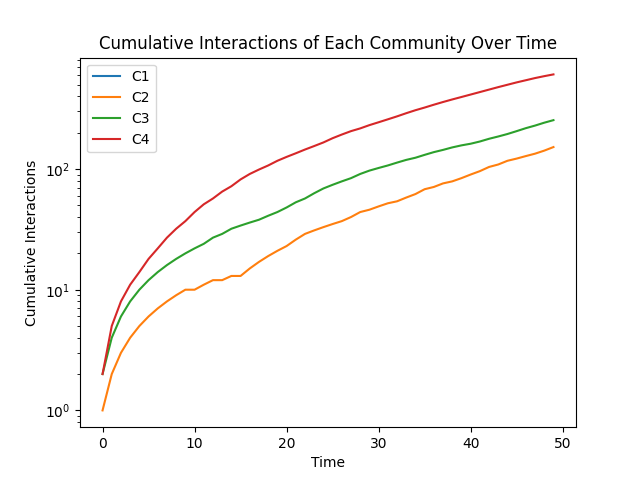 Cumulative Interactions of Each Community Over Time
C1
C2
C3
C4
10²
10¹
10⁰
Cumulative Interactions
0 10 20 30 40 50
Time